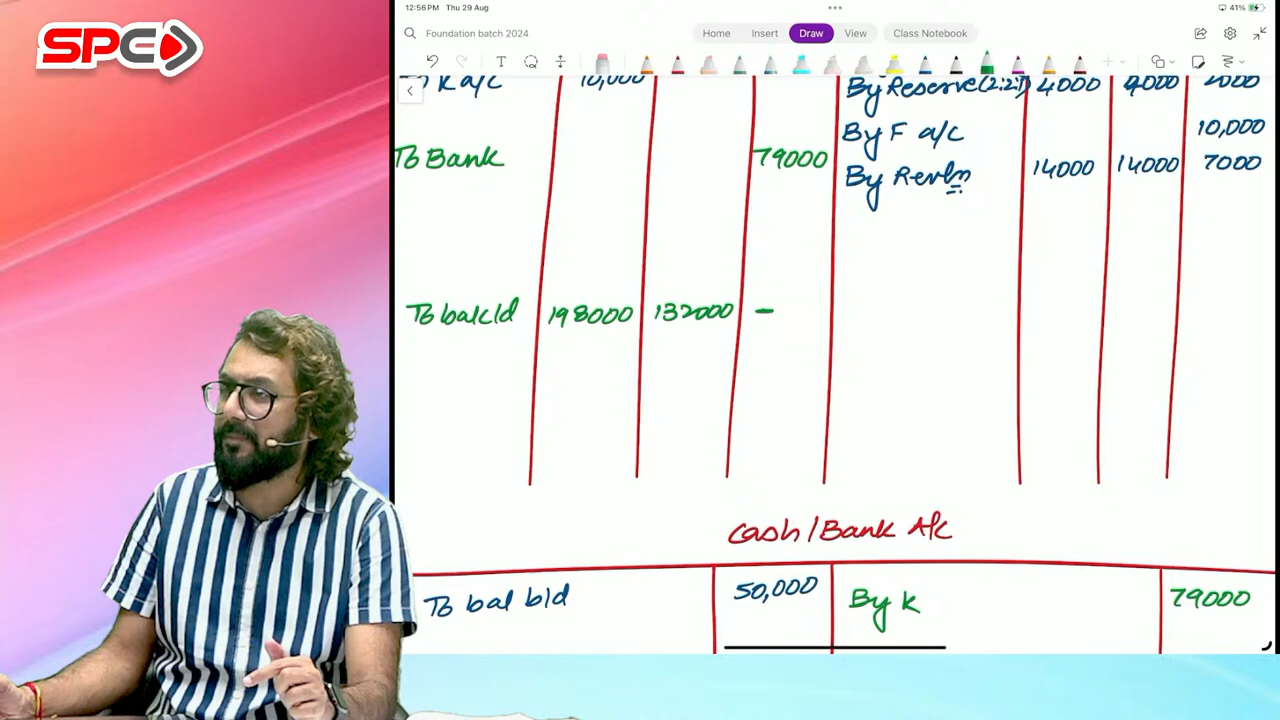 SPE
12:56 PM Thu 29 Aug
41%
Foundation batch 2024
Home Insert Draw View Class Notebook
To K a/c 10,000 By Reserve (2:2:1) 4000 4000 2000
By F a/c 10,000
To Bank 79000
By Revln 14000 14000 7000
To bal c/d 198000 132000 -
Cash/Bank A/c
To bal b/d 50,000 By K 79000